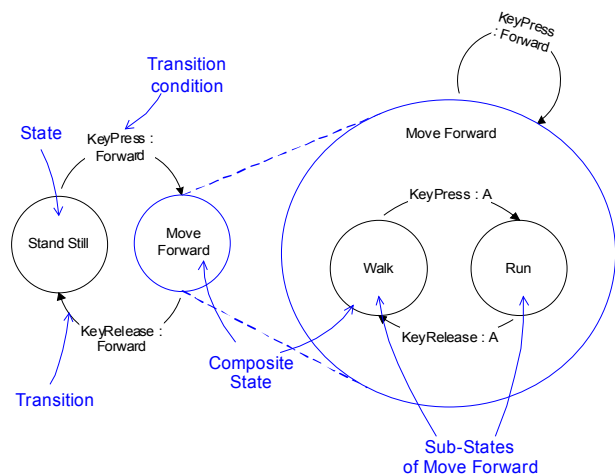 Transition
condition
KeyPress
: Forward
State
KeyPress :
Forward
Move Forward
KeyPress : A
Stand Still
Move
Forward
Walk
Run
KeyRelease :
Forward
KeyRelease : A
Composite
State
Transition
Sub-States
of Move Forward